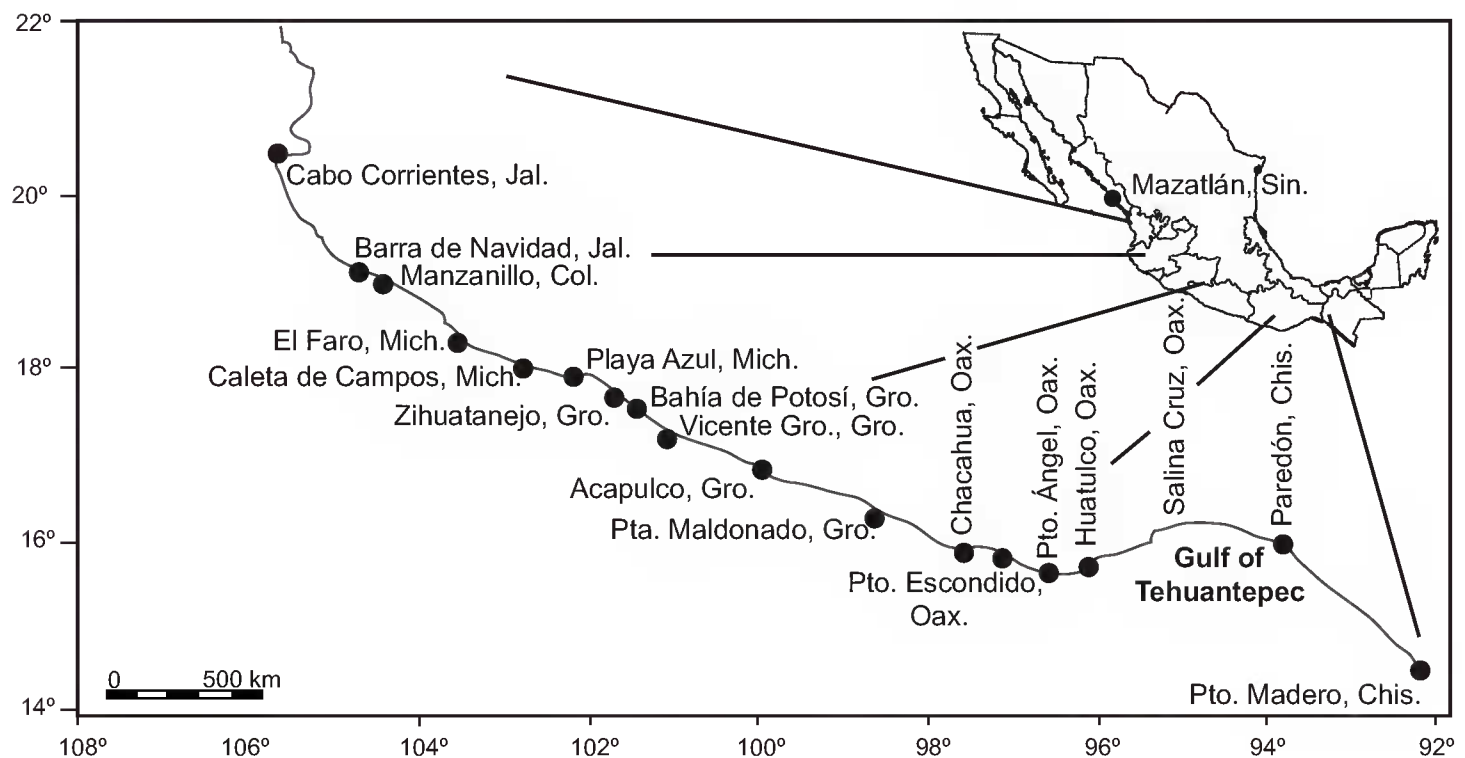 22º
20º
18º
16º
14º
Cabo Corrientes, Jal.
Mazatlán, Sin.
Barra de Navidad, Jal.
Manzanillo, Col.
El Faro, Mich.
Playa Azul, Mich.
Caleta de Campos, Mich.
Bahía de Potosí, Gro.
Zihuatanejo, Gro.
Vicente Gro., Gro.
Acapulco, Gro.
Pta. Maldonado, Gro.
Chacahua, Oax.
Pto. Ángel, Oax.
Huatulco, Oax.
Salina Cruz, Oax.
Paredón, Chis.
Pto. Escondido,
Oax.
Gulf of
Tehuantepec
Pto. Madero, Chis.
0 500 km
108º 106º 104º 102º 100º 98º 96º 94º 92º